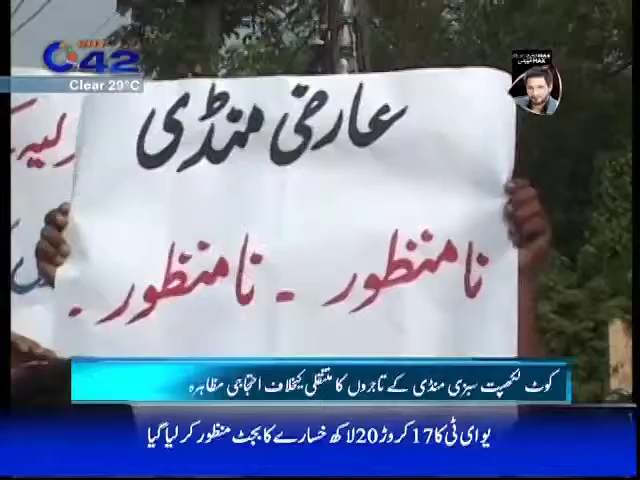 CITY 42
Clear 29°C
عارضی منڈی
نامنظور - نامنظور .
کوٹ لکھپت سبزی منڈی کے تاجروں کا منتقلی کیخلاف احتجاجی مظاہرہ
یو ای ٹی کا 17 کروڑ 20 لاکھ خسارے کا بجٹ منظور کر لیا گیا